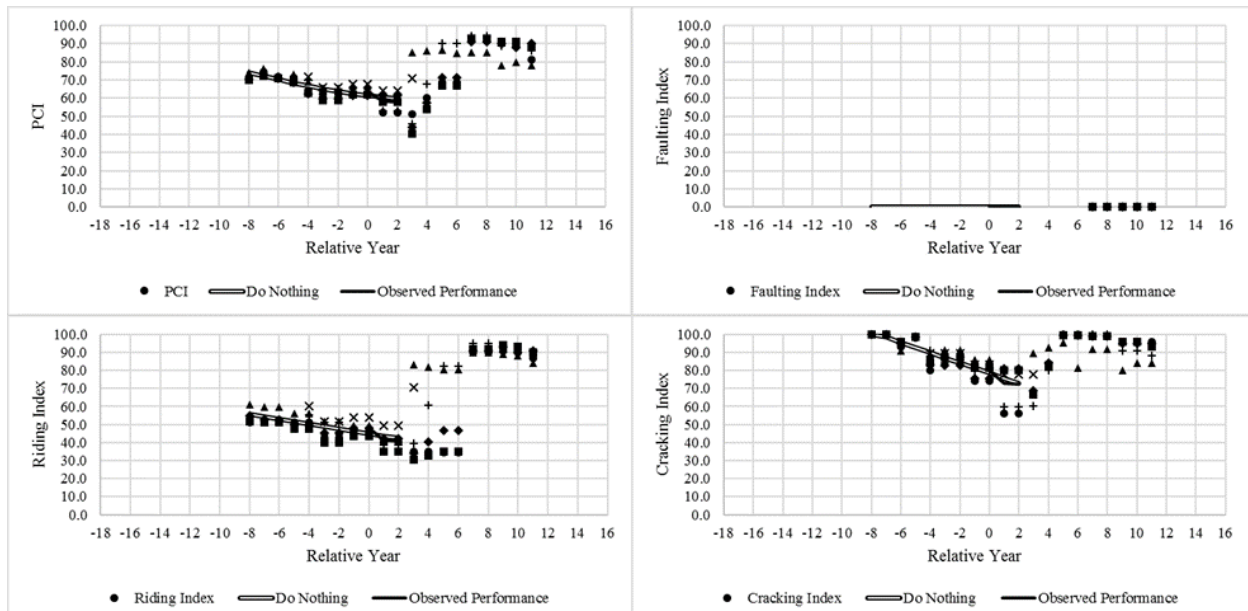 PCI
100.0
90.0
80.0
70.0
60.0
50.0
40.0
30.0
20.0
10.0
0.0
-18 -16 -14 -12 -10 -8 -6 -4 -2 0 2 4 6 8 10 12 14 16
Relative Year
PCI Do Nothing Observed Performance
Faulting Index
100.0
90.0
80.0
70.0
60.0
50.0
40.0
30.0
20.0
10.0
0.0
-18 -16 -14 -12 -10 -8 -6 -4 -2 0 2 4 6 8 10 12 14 16
Relative Year
Faulting Index Do Nothing Observed Performance
Riding Index
100.0
90.0
80.0
70.0
60.0
50.0
40.0
30.0
20.0
10.0
0.0
-18 -16 -14 -12 -10 -8 -6 -4 -2 0 2 4 6 8 10 12 14 16
Relative Year
Riding Index Do Nothing Observed Performance
Cracking Index
100.0
90.0
80.0
70.0
60.0
50.0
40.0
30.0
20.0
10.0
0.0
-18 -16 -14 -12 -10 -8 -6 -4 -2 0 2 4 6 8 10 12 14 16
Relative Year
Cracking Index Do Nothing Observed Performance